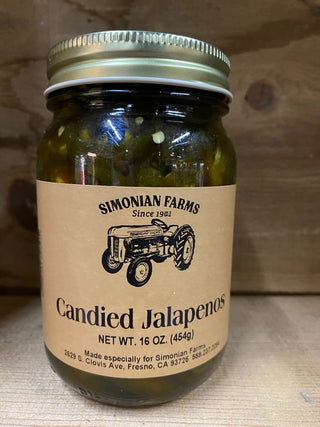 SIMONIAN FARMS
Since 1901
Candied Jalapenos
NET WT. 16 OZ. (454g)
Made especially for Simonian Farms
2629 S. Clovis Ave, Fresno, CA 93725